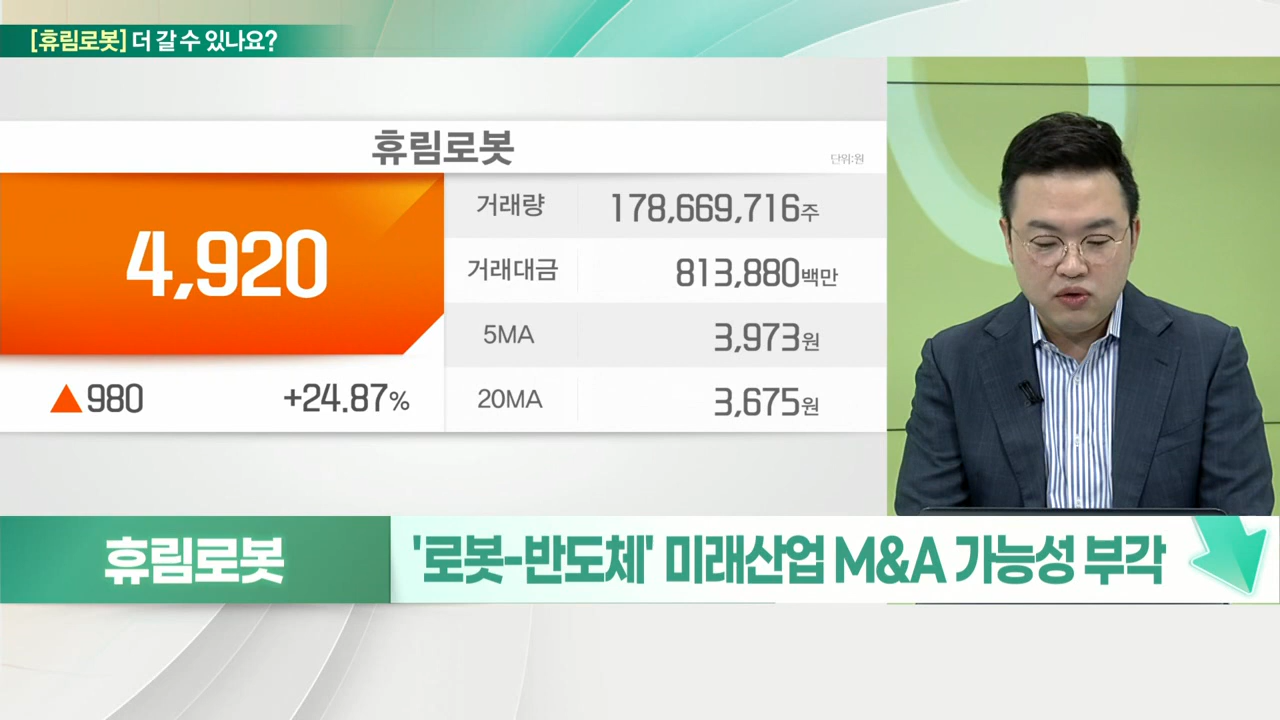 [휴림로봇] 더 갈 수 있나요?
휴림로봇
단위:원
4,920
▲980 +24.87%
거래량 178,669,716주
거래대금 813,880백만
5MA 3,973원
20MA 3,675원
휴림로봇
'로봇-반도체' 미래산업 M&A 가능성 부각